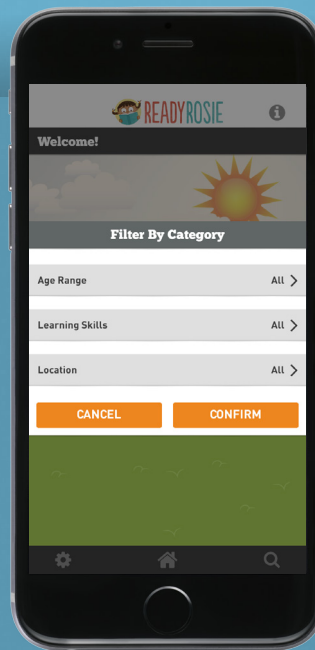 READYROSIE
Welcome!
Filter By Category
Age Range All
Learning Skills All
Location All
CANCEL CONFIRM